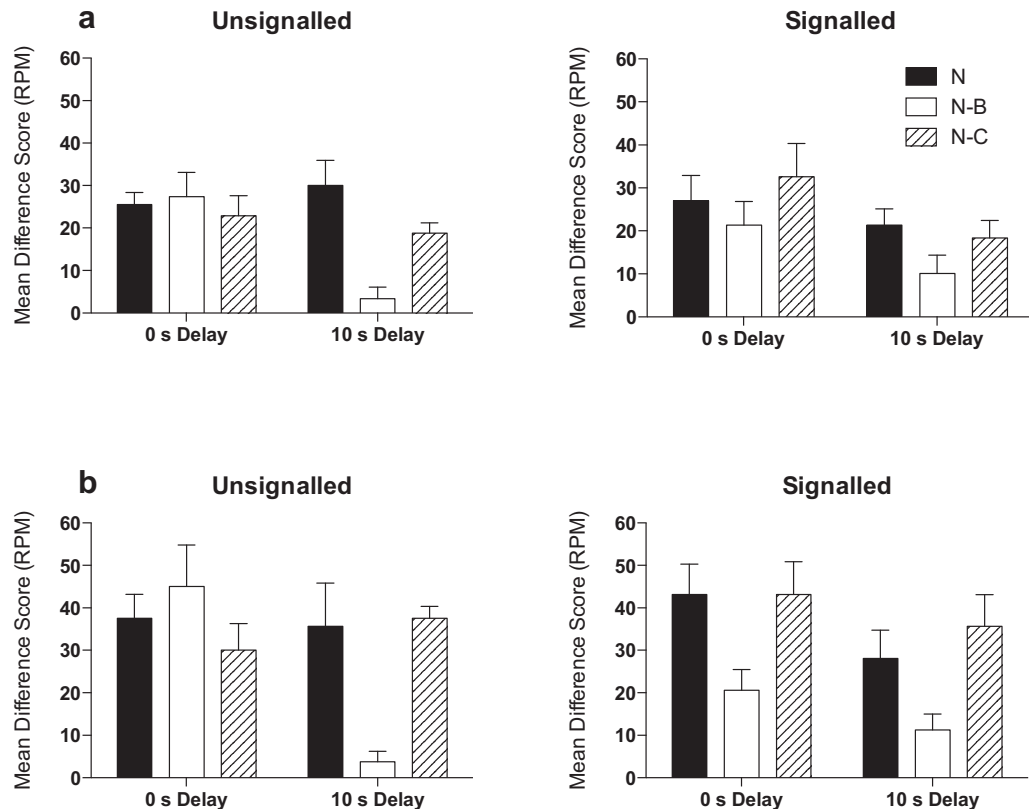 a
Unsignalled
Mean Difference Score (RPM)
60
50
40
30
20
10
0
0 s Delay
10 s Delay
Signalled
Mean Difference Score (RPM)
60
50
40
30
20
10
0
0 s Delay
10 s Delay
N
N-B
N-C
b
Unsignalled
Mean Difference Score (RPM)
60
50
40
30
20
10
0
0 s Delay
10 s Delay
Signalled
Mean Difference Score (RPM)
60
50
40
30
20
10
0
0 s Delay
10 s Delay